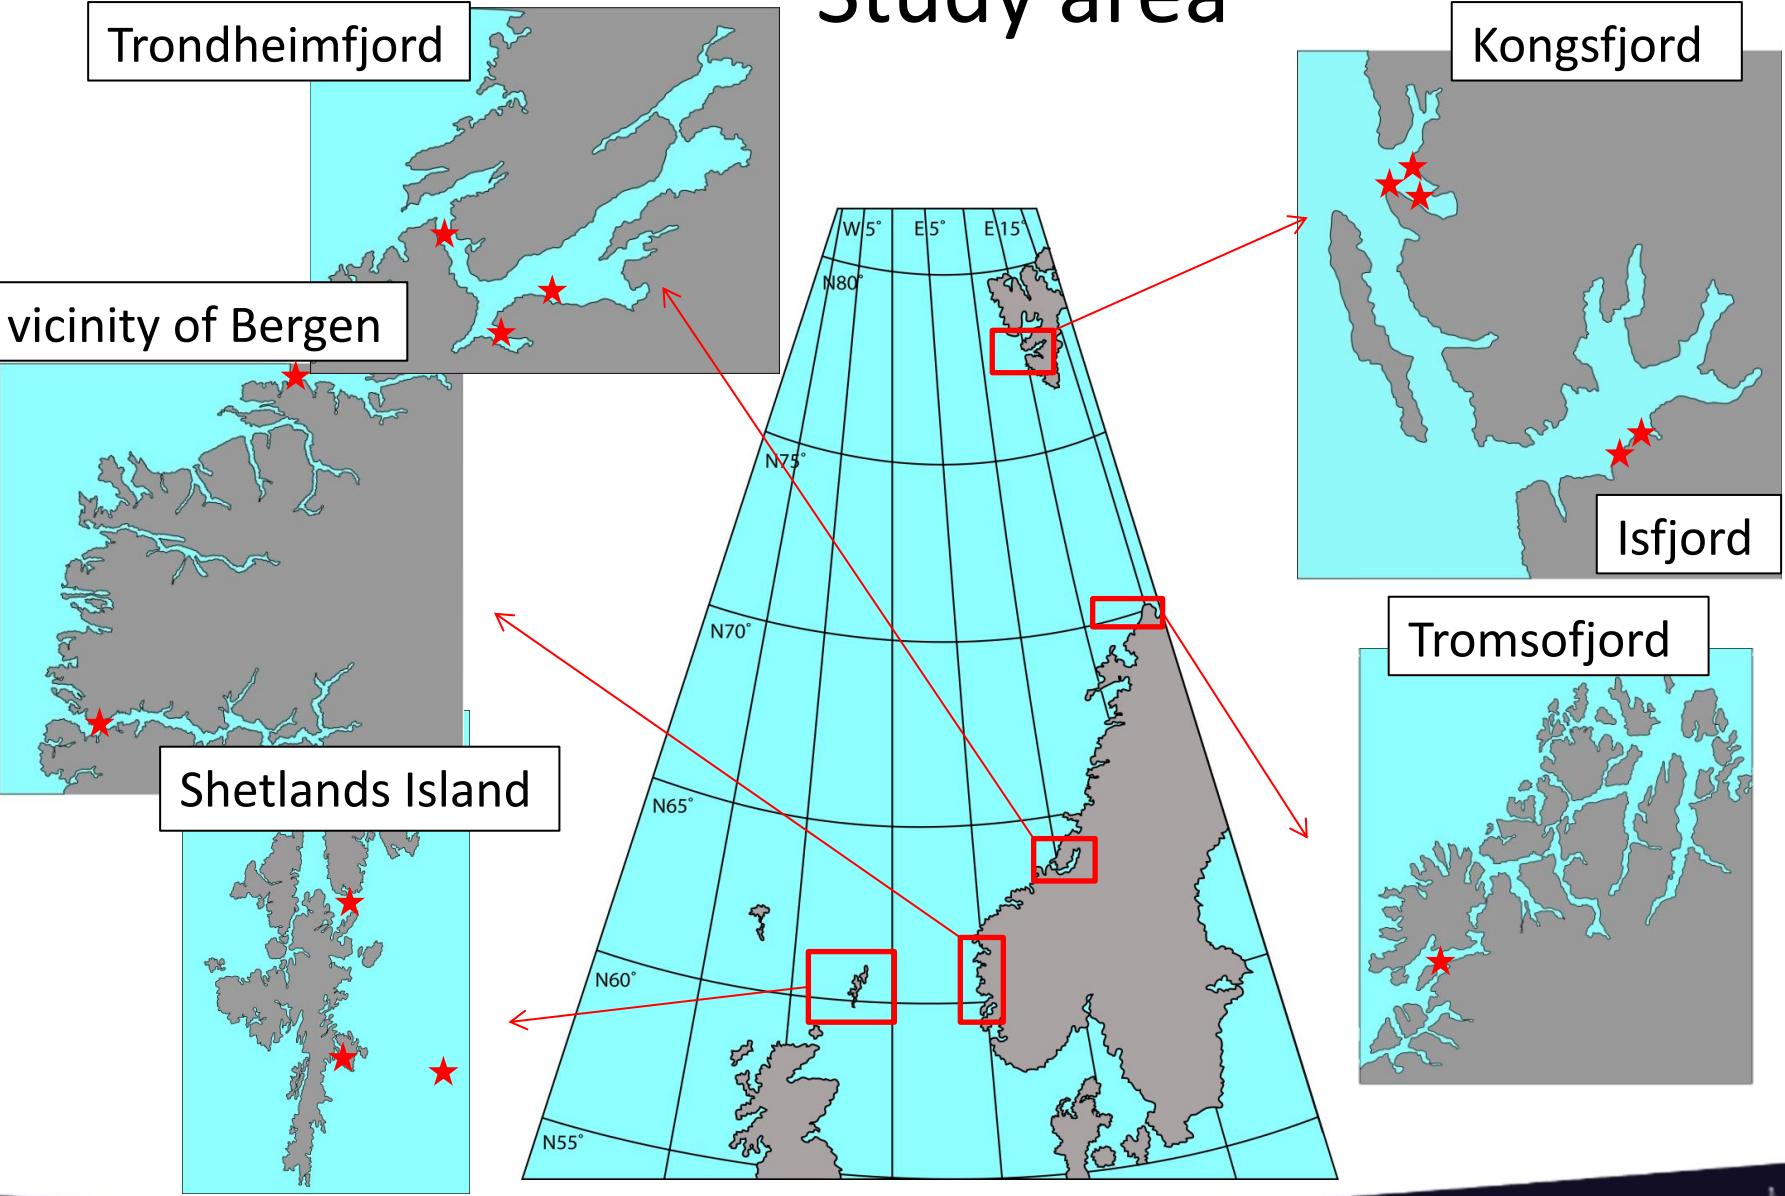 Study area
Trondheimfjord
Kongsfjord
vicinity of Bergen
Isfjord
Tromsofjord
Shetlands Island
W 5° E 5° E 15°
N80°
N75°
N70°
N65°
N60°
N55°